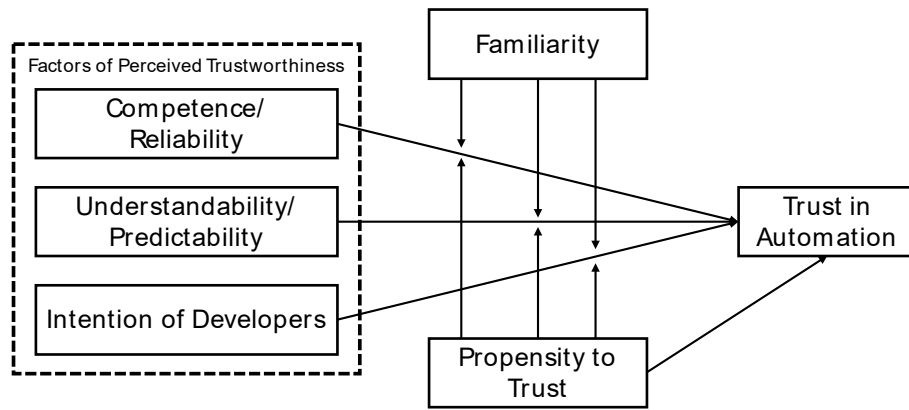 Familiarity
Factors of Perceived Trustworthiness
Competence/
Reliability
Understandability/
Predictability
Trust in
Automation
Intention of Developers
Propensity to
Trust